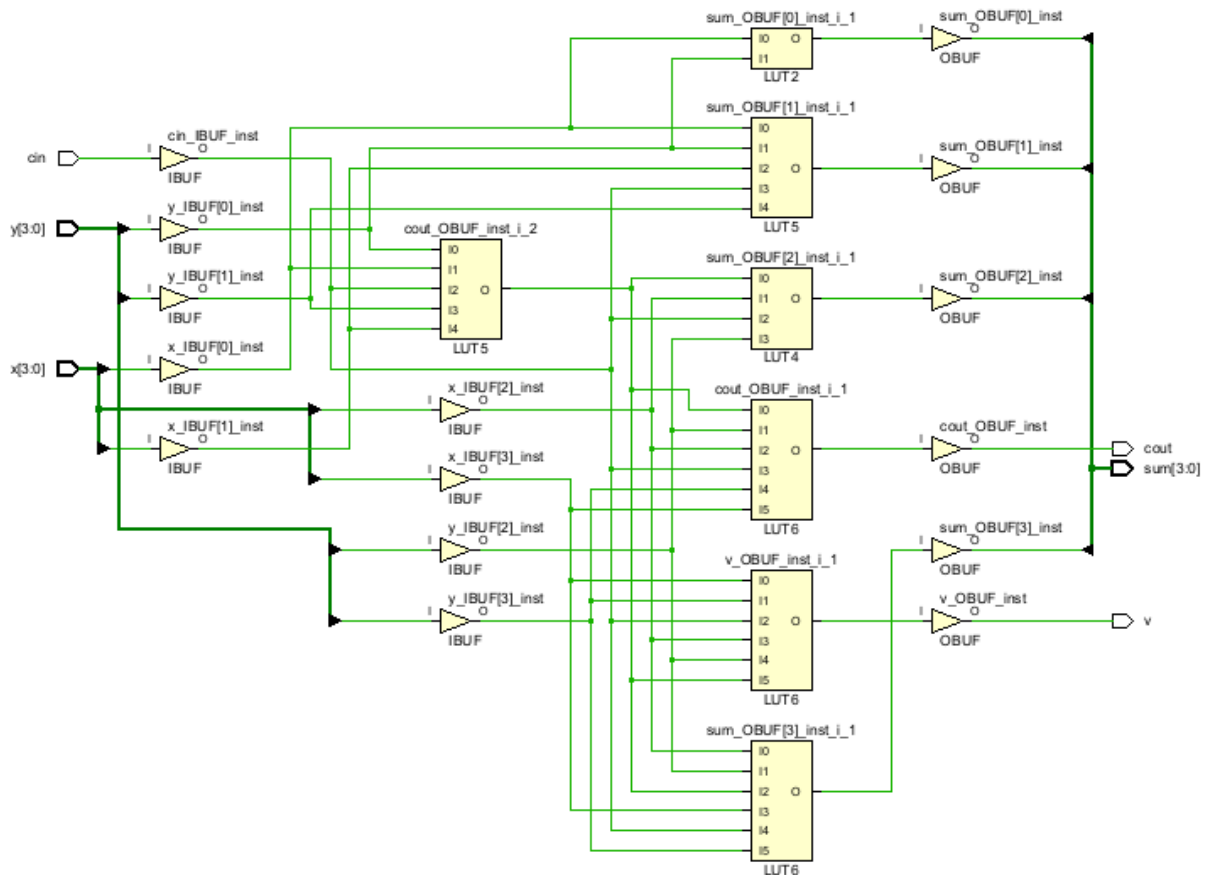 sum_OBUF[0]_inst_i_1
I0
I1
O
LUT2
sum_OBUF[0]_inst
I
O
OBUF
sum_OBUF[1]_inst_i_1
I0
I1
I2
I3
I4
O
LUT5
sum_OBUF[1]_inst
I
O
OBUF
cin
cin_IBUF_inst
I
O
IBUF
y[3:0]
y_IBUF[0]_inst
I
O
IBUF
y_IBUF[1]_inst
I
O
IBUF
x[3:0]
x_IBUF[0]_inst
I
O
IBUF
x_IBUF[1]_inst
I
O
IBUF
cout_OBUF_inst_i_2
I0
I1
I2
I3
I4
O
LUT5
x_IBUF[2]_inst
I
O
IBUF
x_IBUF[3]_inst
I
O
IBUF
y_IBUF[2]_inst
I
O
IBUF
y_IBUF[3]_inst
I
O
IBUF
sum_OBUF[2]_inst_i_1
I0
I1
I2
I3
O
LUT4
sum_OBUF[2]_inst
I
O
OBUF
cout_OBUF_inst_i_1
I0
I1
I2
I3
I4
I5
O
LUT6
cout_OBUF_inst
I
O
OBUF
cout
sum[3:0]
v_OBUF_inst_i_1
I0
I1
I2
I3
I4
I5
O
LUT6
sum_OBUF[3]_inst
I
O
OBUF
v_OBUF_inst
I
O
OBUF
v
sum_OBUF[3]_inst_i_1
I0
I1
I2
I3
I4
I5
O
LUT6